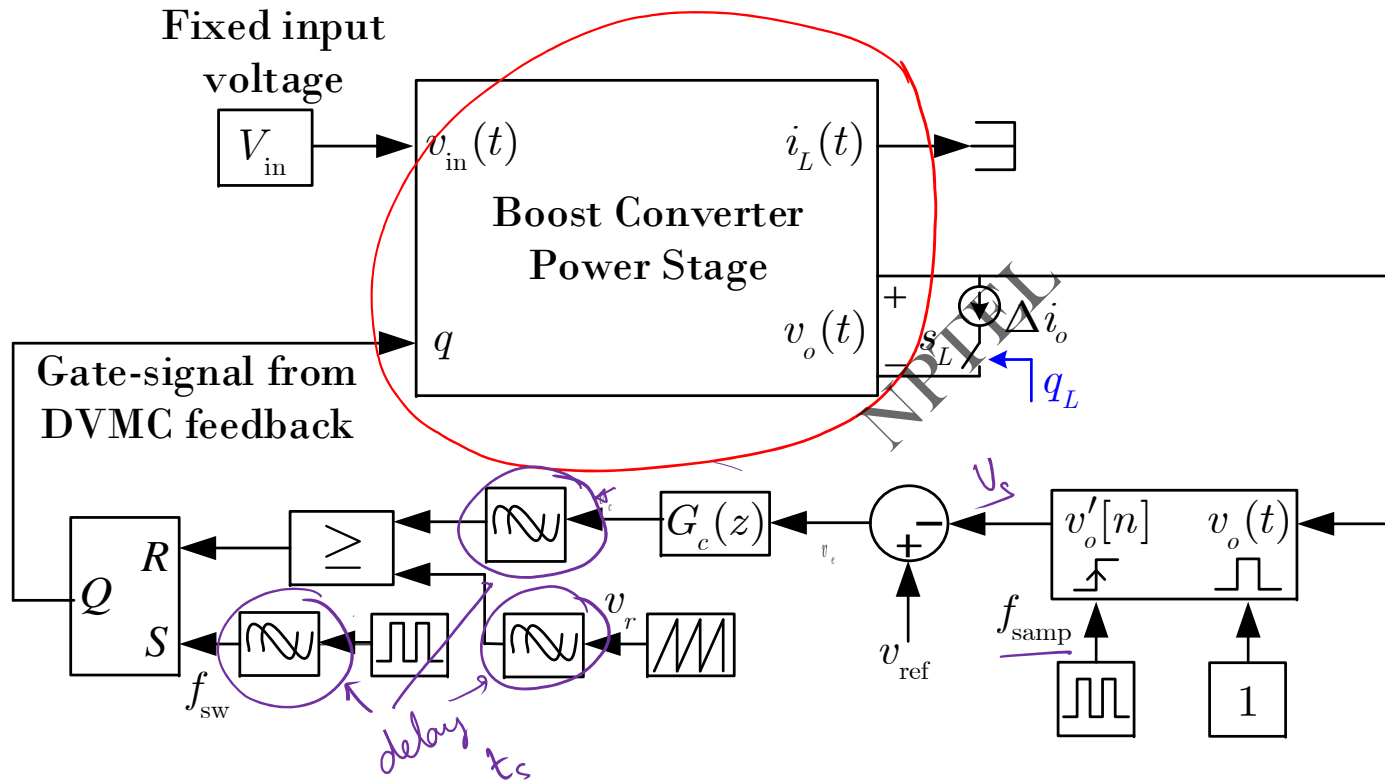 Fixed input
voltage
V_in
v_in(t)
i_L(t)
Boost Converter
Power Stage
+
Δi_o
s_L
v_o(t)
−
q_L
q
NPTEL
Gate-signal from
DVMC feedback
v_s
v'_o[n]
v_o(t)
c
G_c(z)
−
+
≥
R
Q
S
v_r
f_samp
v_ref
1
f_sw
delay
t_s